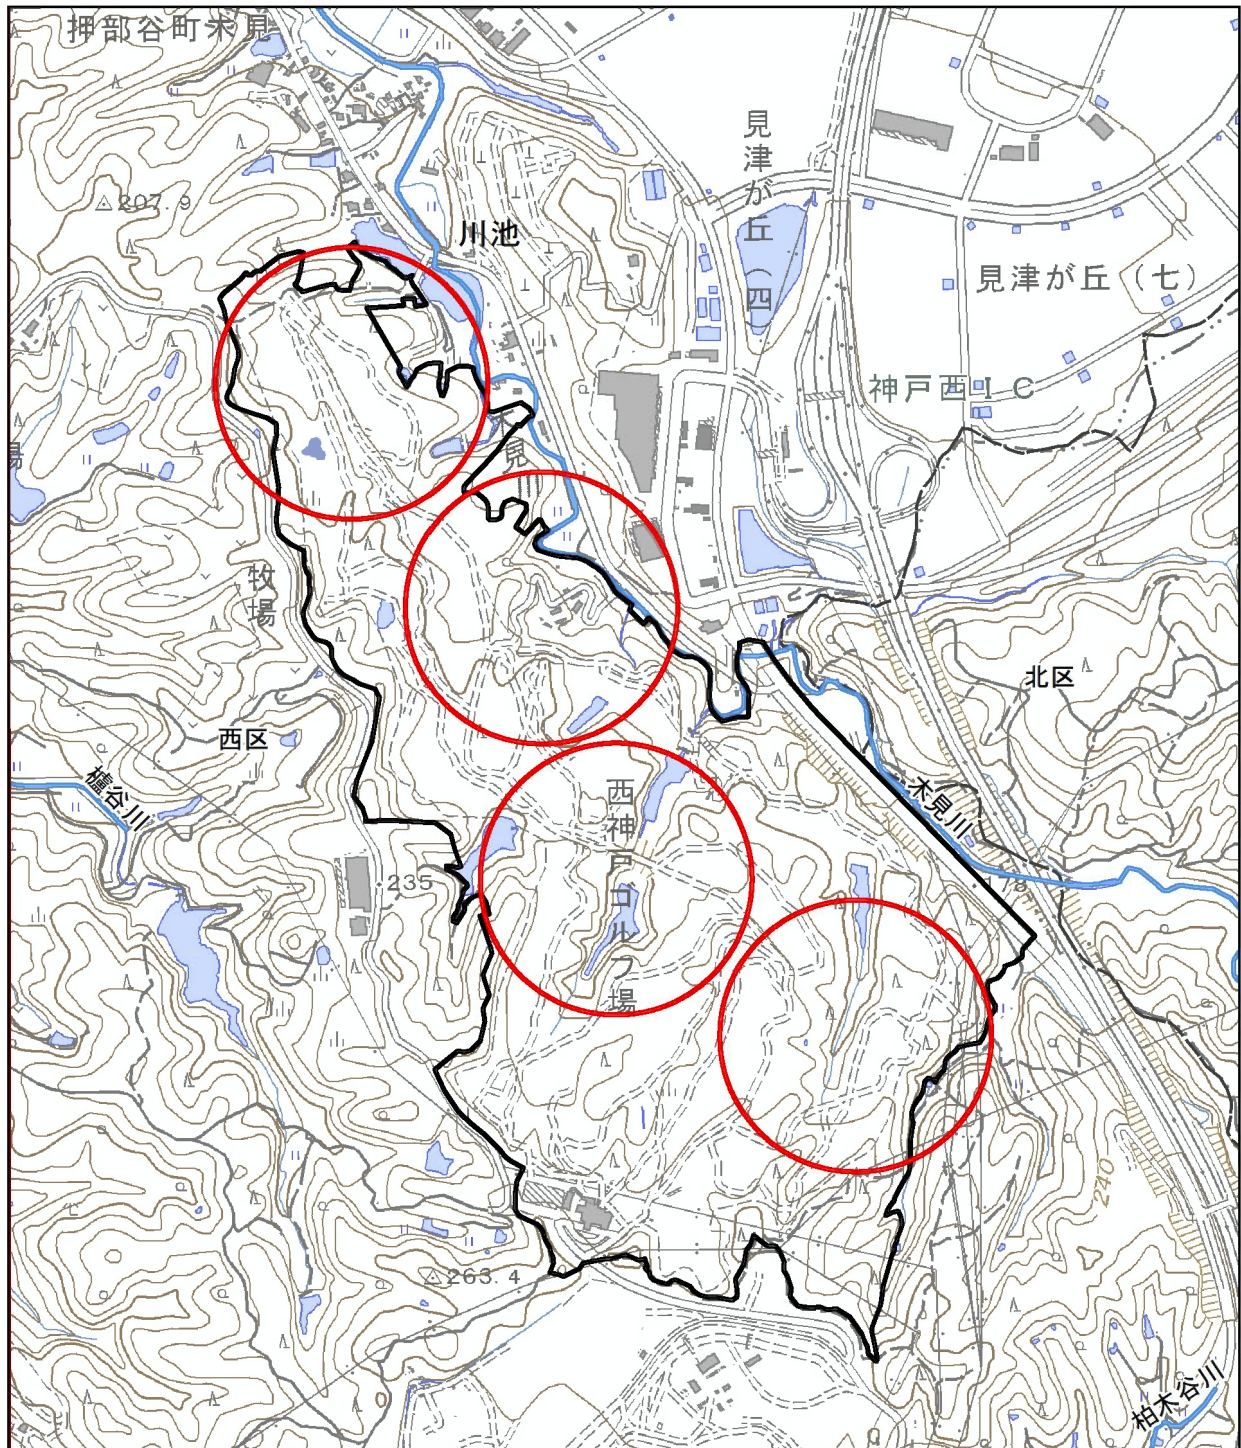 押部谷町木見
見津が丘(四)
207.9
川池
見津が丘(七)
神戸西IC
木見
牧場
北区
西区
櫨谷川
西神戸ゴルフ場
木見川
235
178
240
263.4
柏木谷川